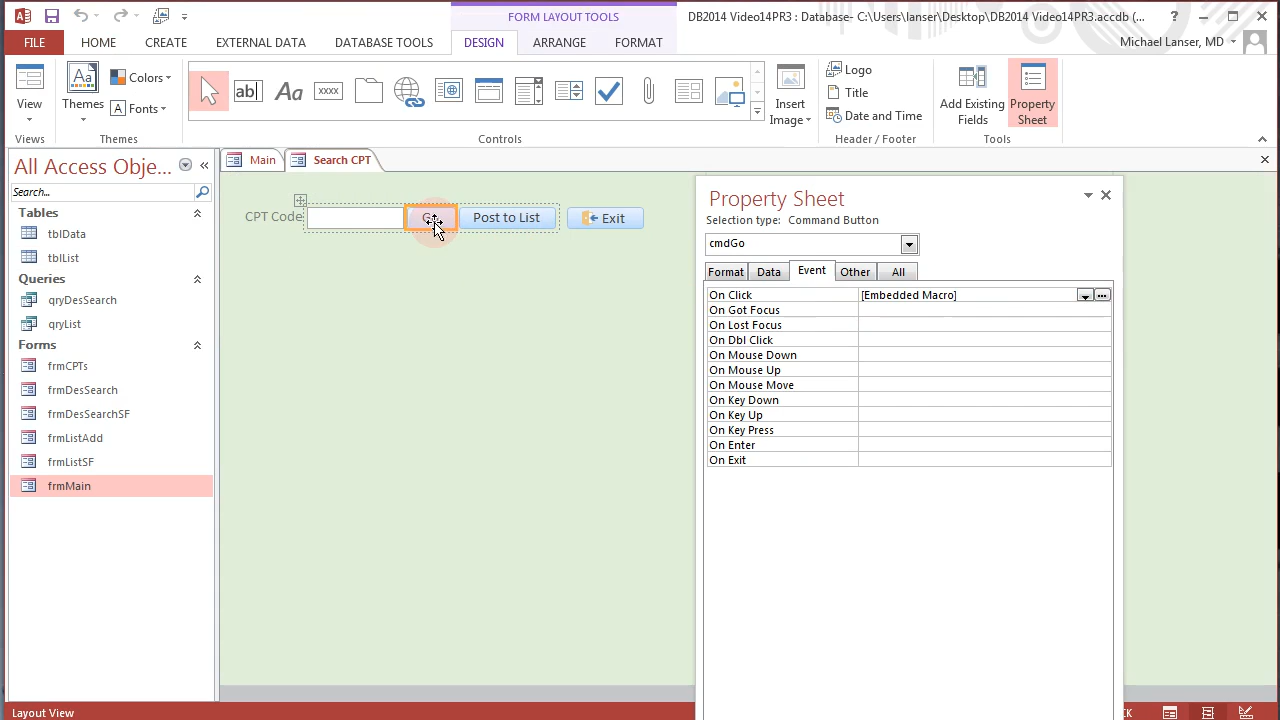 FORM LAYOUT TOOLS
DB2014 Video14PR3 : Database- C:\Users\lanser\Desktop\DB2014 Video14PR3.accdb (...
?
FILE HOME CREATE EXTERNAL DATA DATABASE TOOLS DESIGN ARRANGE FORMAT
Michael Lanser, MD
View
Views
Aa
Themes
Colors
A Fonts
Themes
ab|
Aa
xxxx
Controls
Insert
Image
Logo
Title
Date and Time
Header / Footer
Add Existing
Fields
Property
Sheet
Tools
All Access Obje...
Search...
Tables
tblData
tblList
Queries
qryDesSearch
qryList
Forms
frmCPTs
frmDesSearch
frmDesSearchSF
frmListAdd
frmListSF
frmMain
Main
Search CPT
CPT Code
Post to List
Exit
Property Sheet
Selection type: Command Button
cmdGo
Format Data Event Other All
On Click [Embedded Macro]
On Got Focus
On Lost Focus
On Dbl Click
On Mouse Down
On Mouse Up
On Mouse Move
On Key Down
On Key Up
On Key Press
On Enter
On Exit
Layout View